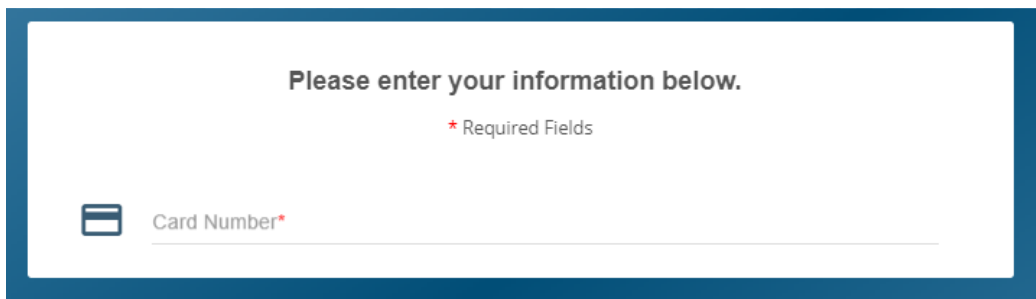 Please enter your information below.
* Required Fields
Card Number*